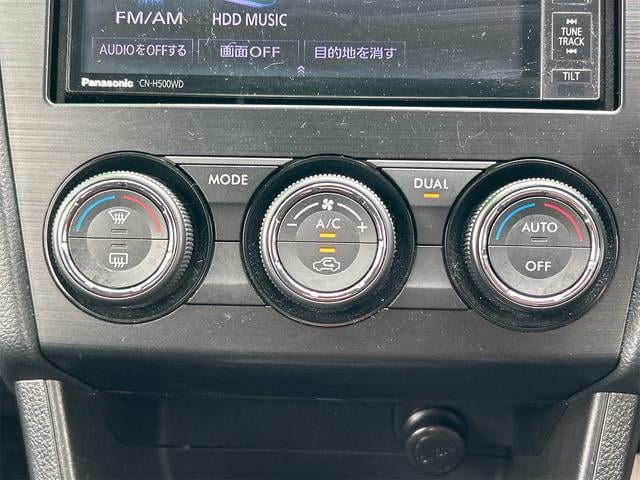 FM/AM HDD MUSIC
AUDIOをOFFする 画面OFF 目的地を消す
TUNE
TRACK
TILT
Panasonic CN-H500WD
MODE
DUAL
A/C
- +
AUTO
OFF